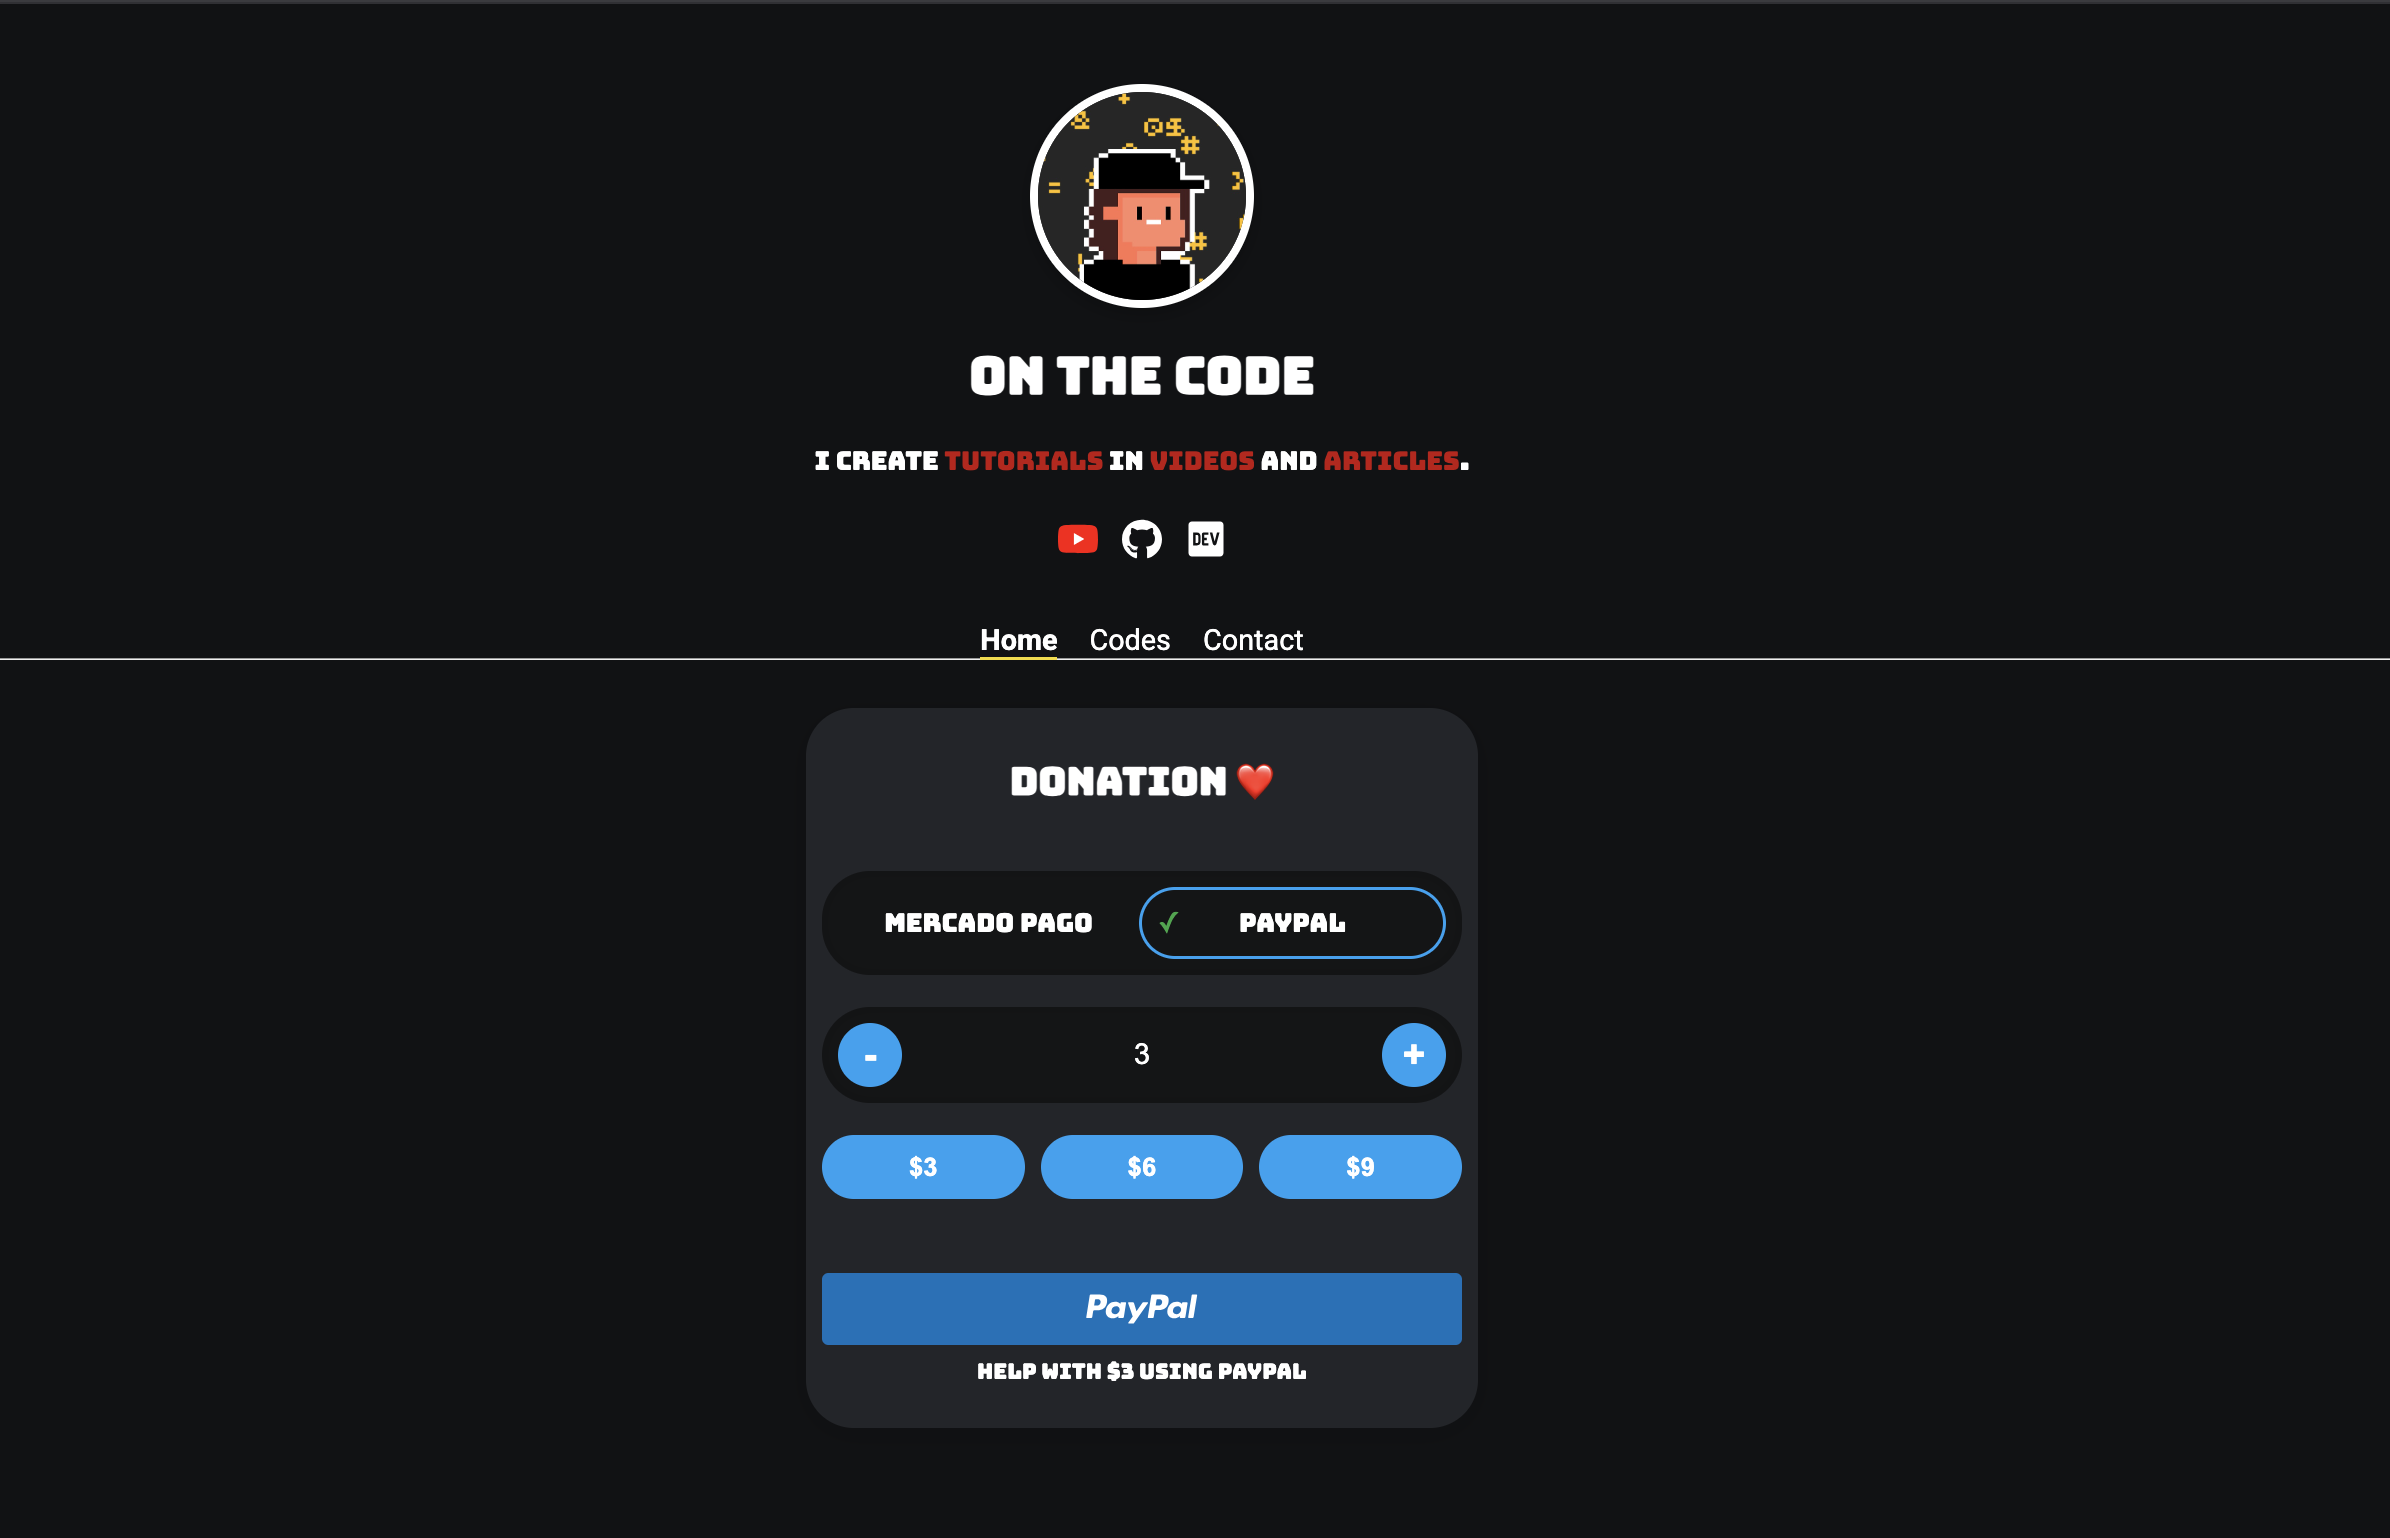 ON THE CODE
I CREATE TUTORIALS IN VIDEOS AND ARTICLES.
DEV
Home Codes Contact
DONATION ❤️
MERCADO PAGO ✓ PAYPAL
- 3 +
$3 $6 $9
PayPal
HELP WITH $3 USING PAYPAL